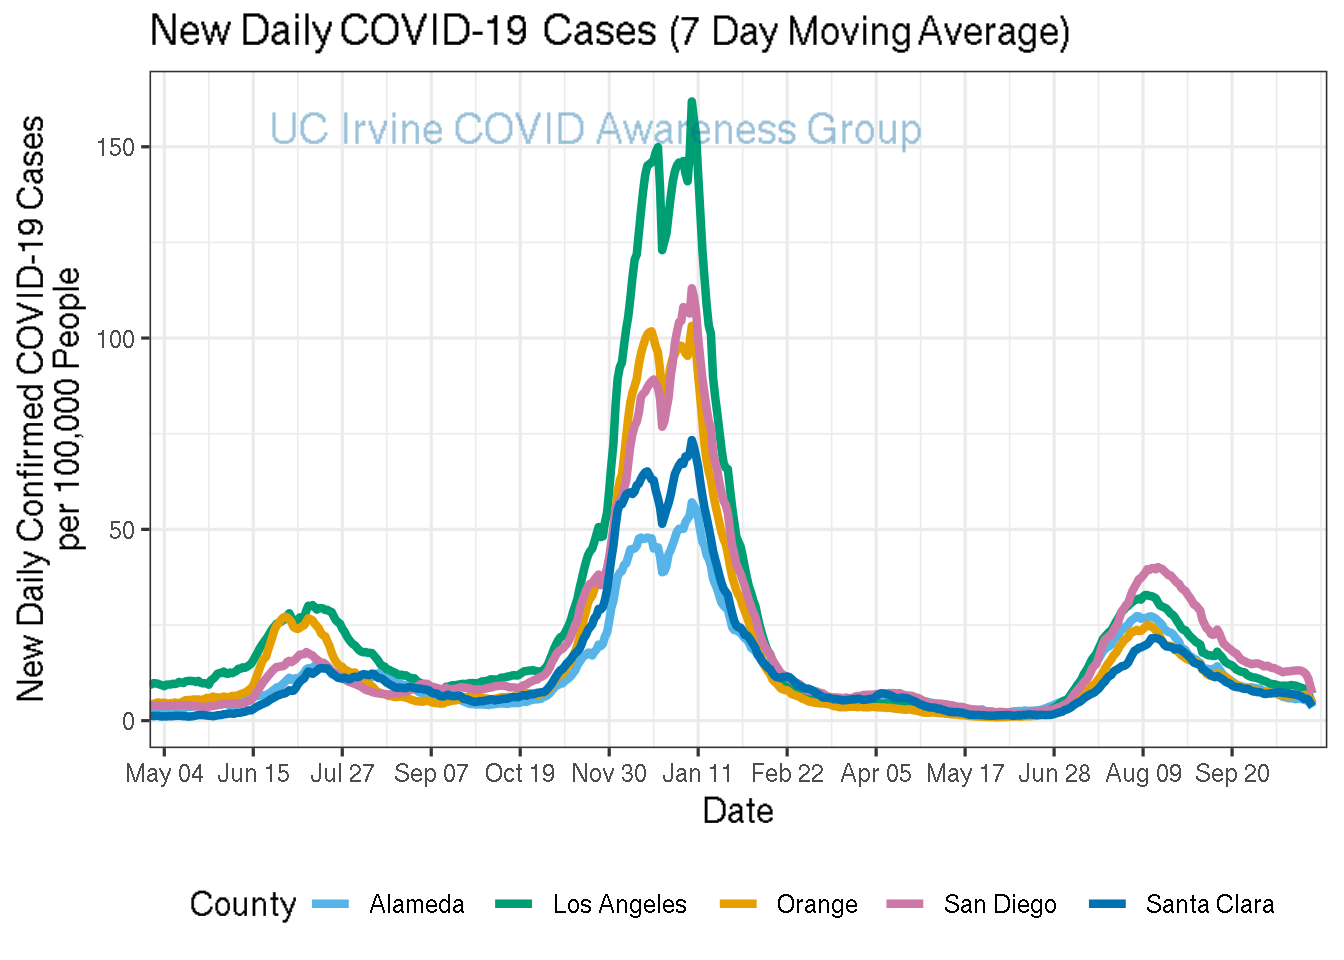 New Daily COVID-19 Cases (7 Day Moving Average)
UC Irvine COVID Awareness Group
New Daily Confirmed COVID-19 Cases
per 100,000 People
150
100
50
0
May 04 Jun 15 Jul 27 Sep 07 Oct 19 Nov 30 Jan 11 Feb 22 Apr 05 May 17 Jun 28 Aug 09 Sep 20
Date
County Alameda Los Angeles Orange San Diego Santa Clara